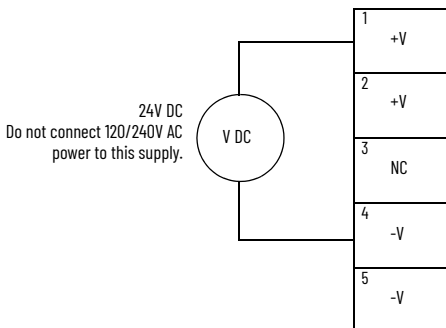 24V DC
Do not connect 120/240V AC
power to this supply.
V DC
1
+V
2
+V
3
NC
4
-V
5
-V